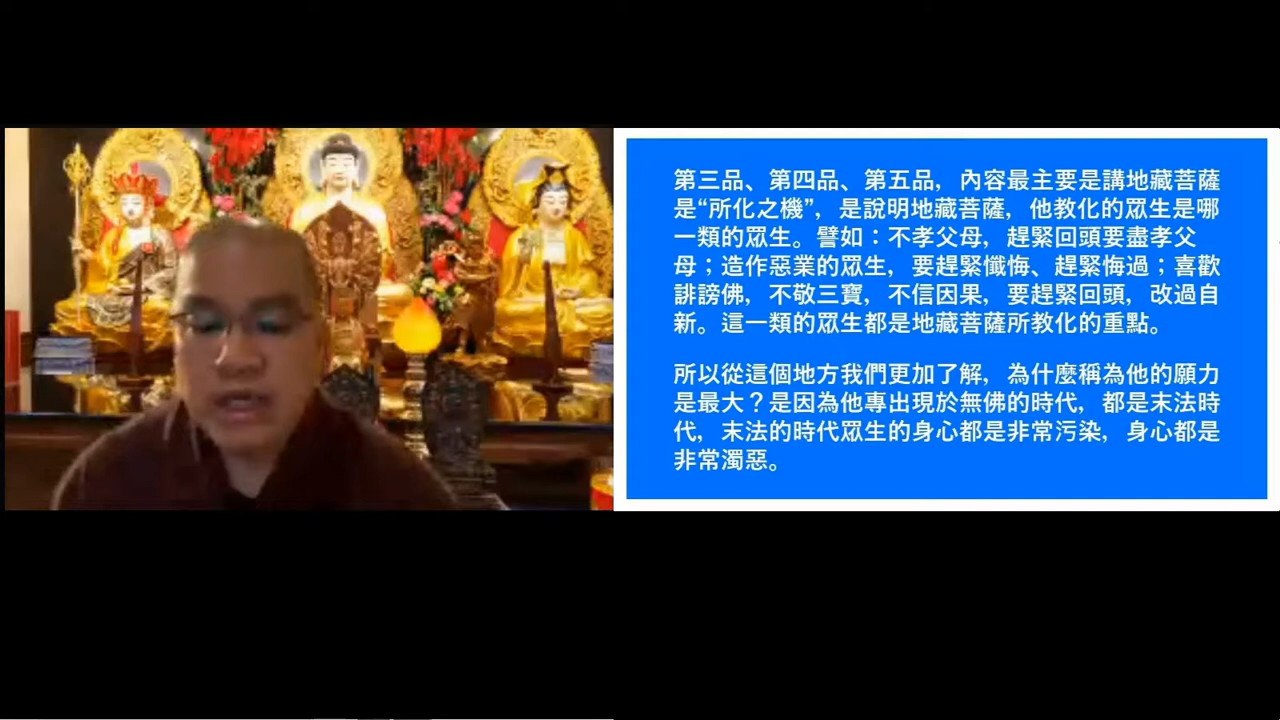 第三品、第四品、第五品，內容最主要是講地藏菩薩
是“所化之機”，是說明地藏菩薩，他教化的眾生是哪
一類的眾生。譬如：不孝父母，趕緊回頭要盡孝父
母；造作惡業的眾生，要趕緊懺悔、趕緊悔過；喜歡
誹謗佛，不敬三寶，不信因果，要趕緊回頭，改過自
新。這一類的眾生都是地藏菩薩所教化的重點。
所以從這個地方我們更加了解，為什麼稱為他的願力
是最大？是因為他專出現於無佛的時代，都是末法時
代，末法的時代眾生的身心都是非常污染，身心都是
非常濁惡。